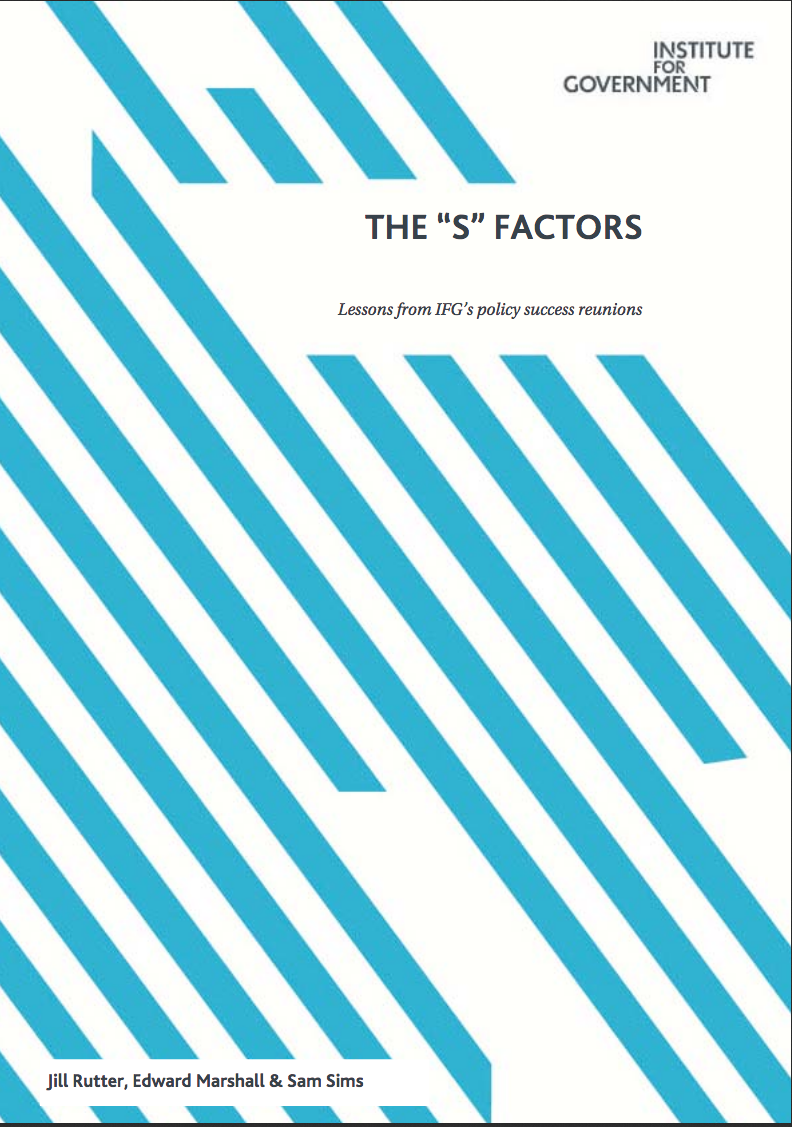 INSTITUTE
FOR
GOVERNMENT
THE “S” FACTORS
Lessons from IFG’s policy success reunions
Jill Rutter, Edward Marshall & Sam Sims